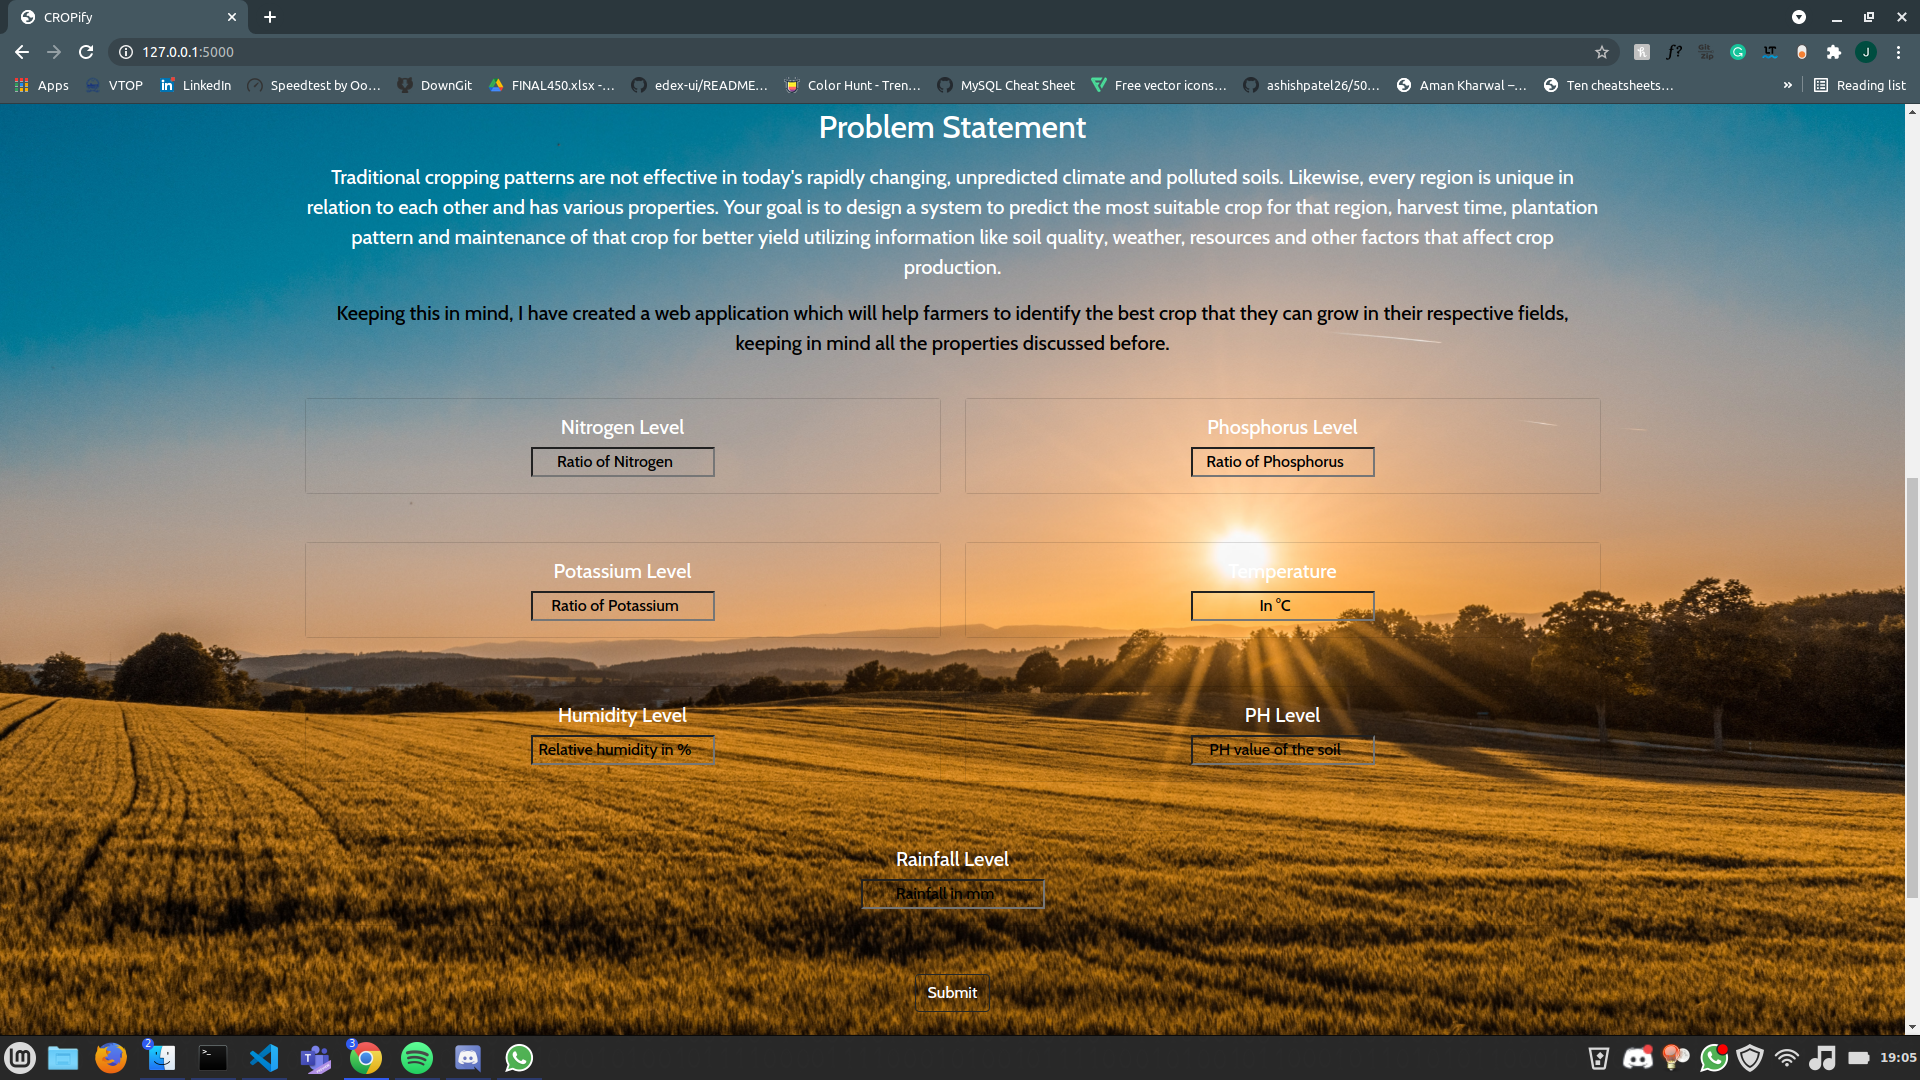 CROPify
127.0.0.1:5000
Apps
VTOP
LinkedIn
Speedtest by Oo...
DownGit
FINAL450.xlsx -...
edex-ui/README...
Color Hunt - Tren...
MySQL Cheat Sheet
Free vector icons...
ashishpatel26/50...
Aman Kharwal –...
Ten cheatsheets...
»
Reading list
Problem Statement
Traditional cropping patterns are not effective in today's rapidly changing, unpredicted climate and polluted soils. Likewise, every region is unique in
relation to each other and has various properties. Your goal is to design a system to predict the most suitable crop for that region, harvest time, plantation
pattern and maintenance of that crop for better yield utilizing information like soil quality, weather, resources and other factors that affect crop
production.
Keeping this in mind, I have created a web application which will help farmers to identify the best crop that they can grow in their respective fields,
keeping in mind all the properties discussed before.
Nitrogen Level
Ratio of Nitrogen
Phosphorus Level
Ratio of Phosphorus
Potassium Level
Ratio of Potassium
Temperature
In °C
Humidity Level
Relative humidity in %
PH Level
PH value of the soil
Rainfall Level
Rainfall in mm
Submit
2
3
19:05